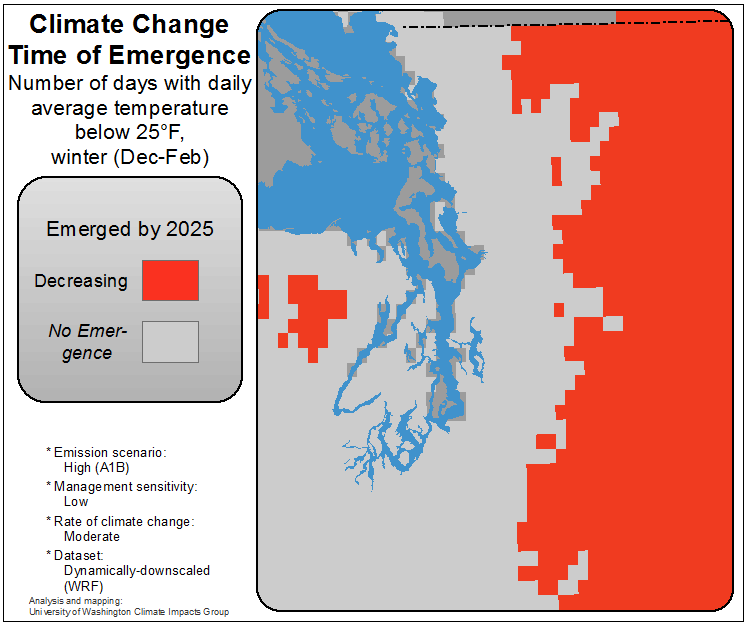 Climate Change
Time of Emergence
Number of days with daily
average temperature
below 25°F,
winter (Dec-Feb)
Emerged by 2025
Decreasing
No Emer-
gence
* Emission scenario:
High (A1B)
* Management sensitivity:
Low
* Rate of climate change:
Moderate
* Dataset:
Dynamically-downscaled
(WRF)
Analysis and mapping:
University of Washington Climate Impacts Group